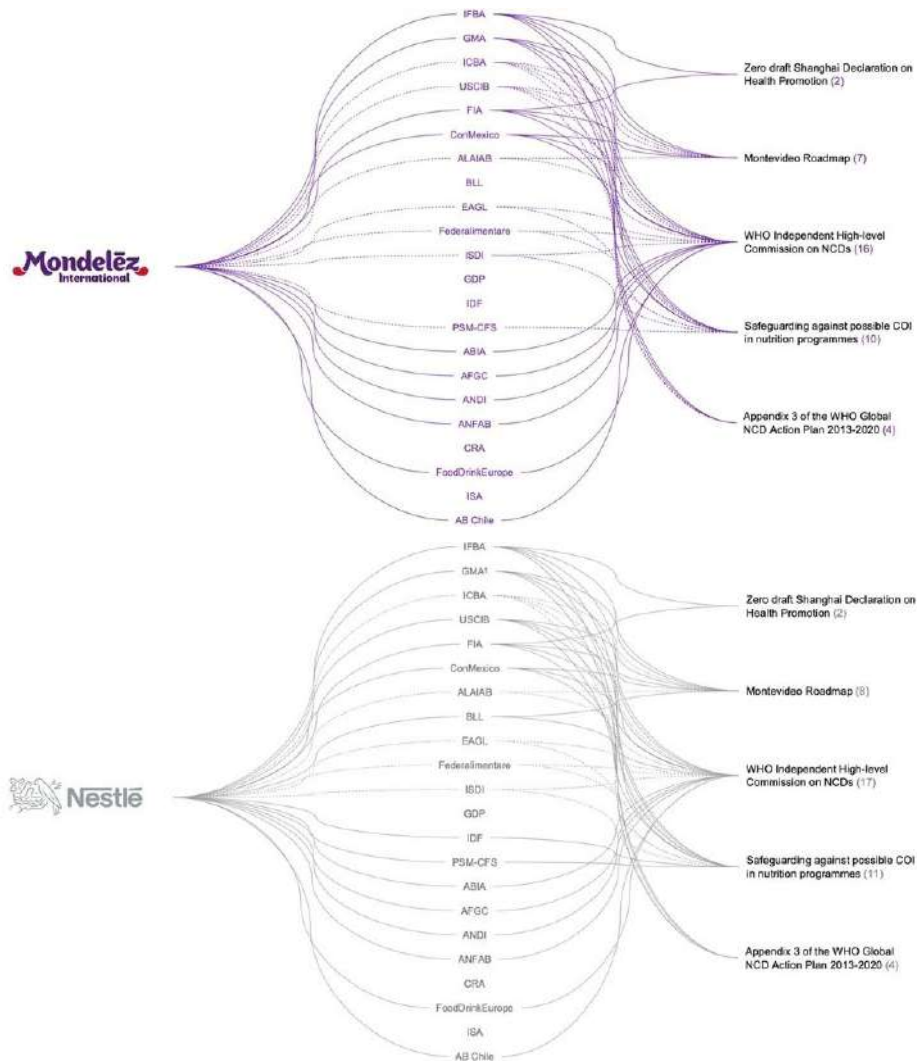 IFBA
GMA
ICBA
USCIB
FIA
ConMexico
ALAIAB
BLL
EAGL
Federalimentare
ISDI
GDP
IDF
PSM-CFS
ABIA
AFGC
ANDI
ANFAB
CRA
FoodDrinkEurope
ISA
AB Chile
Mondelēz
International
Zero draft Shanghai Declaration on
Health Promotion (2)
Montevideo Roadmap (7)
WHO Independent High-level
Commission on NCDs (16)
Safeguarding against possible COI
in nutrition programmes (10)
Appendix 3 of the WHO Global
NCD Action Plan 2013-2020 (4)
IFBA
GMA¹
ICBA
USCIB
FIA
ConMexico
ALAIAB
BLL
EAGL
Federalimentare
ISDI
GDP
IDF
PSM-CFS
ABIA
AFGC
ANDI
ANFAB
CRA
FoodDrinkEurope
ISA
AB Chile
Nestlé
Zero draft Shanghai Declaration on
Health Promotion (2)
Montevideo Roadmap (8)
WHO Independent High-level
Commission on NCDs (17)
Safeguarding against possible COI
in nutrition programmes (11)
Appendix 3 of the WHO Global
NCD Action Plan 2013-2020 (4)